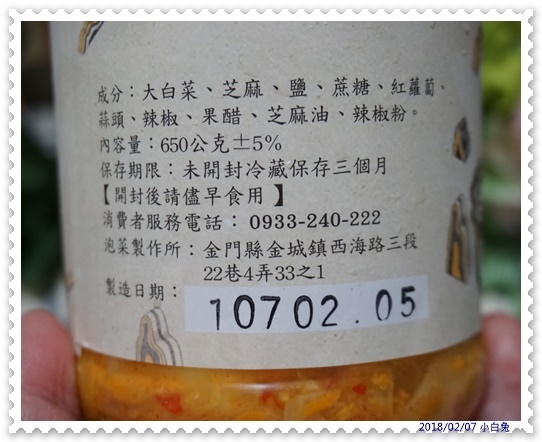 成分：大白菜、芝麻、鹽、蔗糖、紅蘿蔔、
蒜頭、辣椒、果醋、芝麻油、辣椒粉。
內容量：650公克±5%
保存期限：未開封冷藏保存三個月
【開封後請儘早食用】
消費者服務電話：0933-240-222
泡菜製作所：金門縣金城鎮西海路三段
22巷4弄33之1
製造日期：10702.05
2018/02/07 小白兔